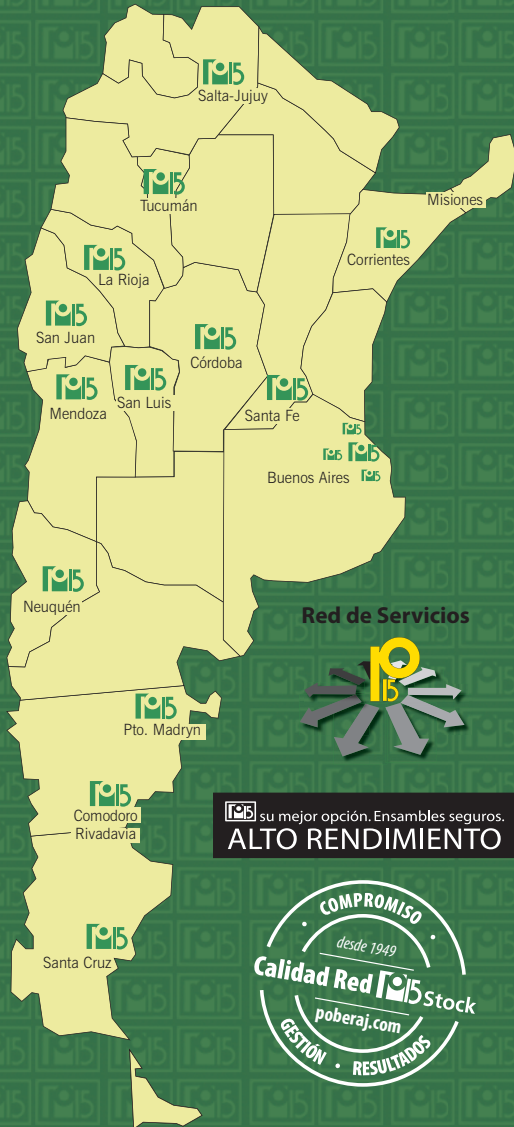 Salta-Jujuy
Tucumán
Misiones
Corrientes
La Rioja
San Juan
Córdoba
San Luis
Mendoza
Santa Fe
Buenos Aires
Neuquén
Red de Servicios
15
Pto. Madryn
Comodoro
Rivadavia
su mejor opción. Ensambles seguros.
ALTO RENDIMIENTO
Santa Cruz
COMPROMISO
desde 1949
Calidad Red 15 Stock
poberaj.com
GESTIÓN · RESULTADOS